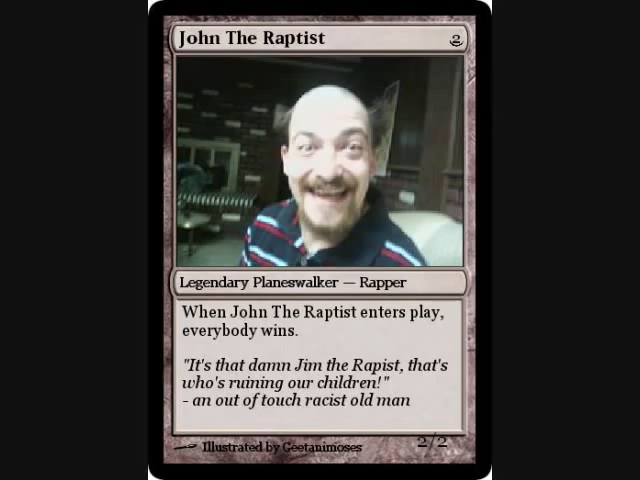 John The Raptist 2
Legendary Planeswalker — Rapper
When John The Raptist enters play,
everybody wins.
"It's that damn Jim the Rapist, that's
who's ruining our children!"
- an out of touch racist old man
2/2
Illustrated by Geetanimoses